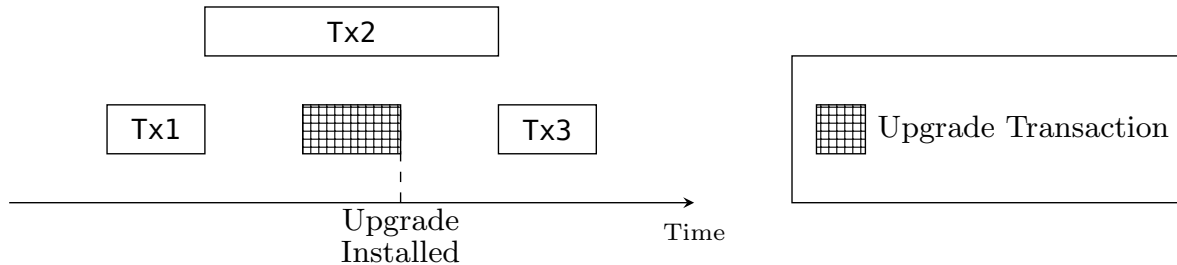 Tx2
Tx1
Tx3
Upgrade Transaction
Upgrade
Installed
Time